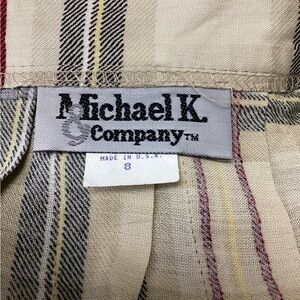 Michael K.
& Company™
MADE IN U.S.A.
8